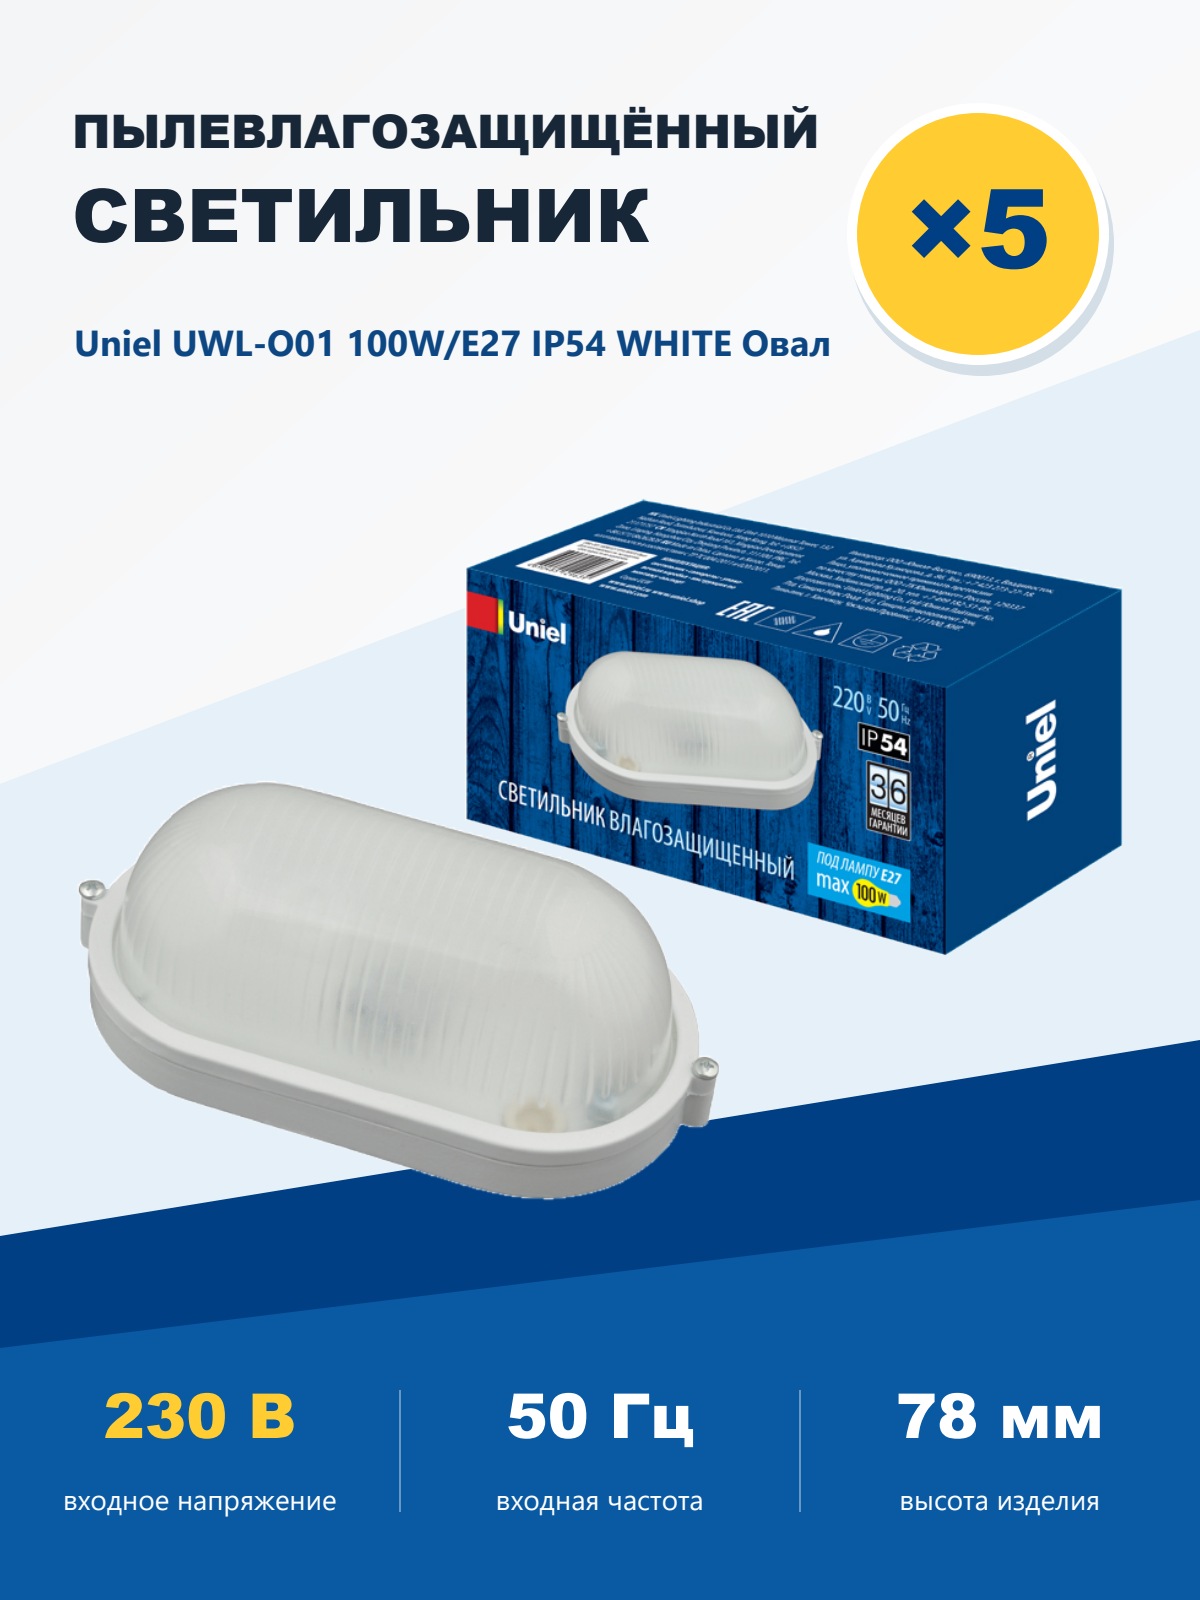 ПЫЛЕВЛАГОЗАЩИЩЁННЫЙ
СВЕТИЛЬНИК
×5
Uniel UWL-O01 100W/E27 IP54 WHITE Овал
EAC
Uniel
220 В V 50 Гц Hz
IP54
36
МЕСЯЦЕВ
ГАРАНТИИ
СВЕТИЛЬНИК ВЛАГОЗАЩИЩЕННЫЙ
ПОД ЛАМПУ E27
max 100W
Uniel
230 В
входное напряжение
50 Гц
входная частота
78 мм
высота изделия